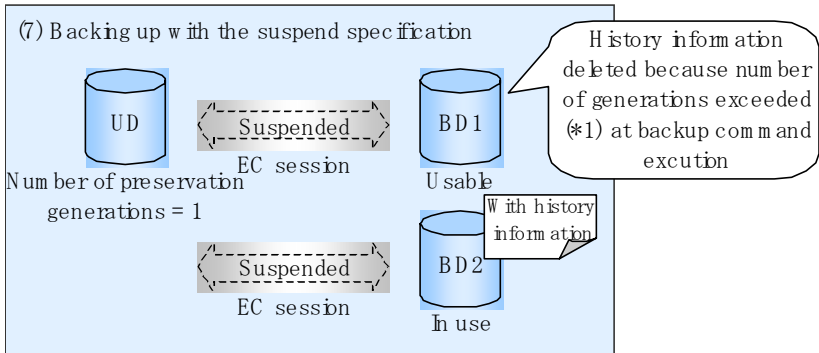 (7) Backing up with the suspend specification
History information
deleted because number
of generations exceeded
(*1) at backup command
excution
UD
Suspended
BD1
EC session
Number of preservation
generations = 1
Usable
With history
information
Suspended
BD2
EC session
In use